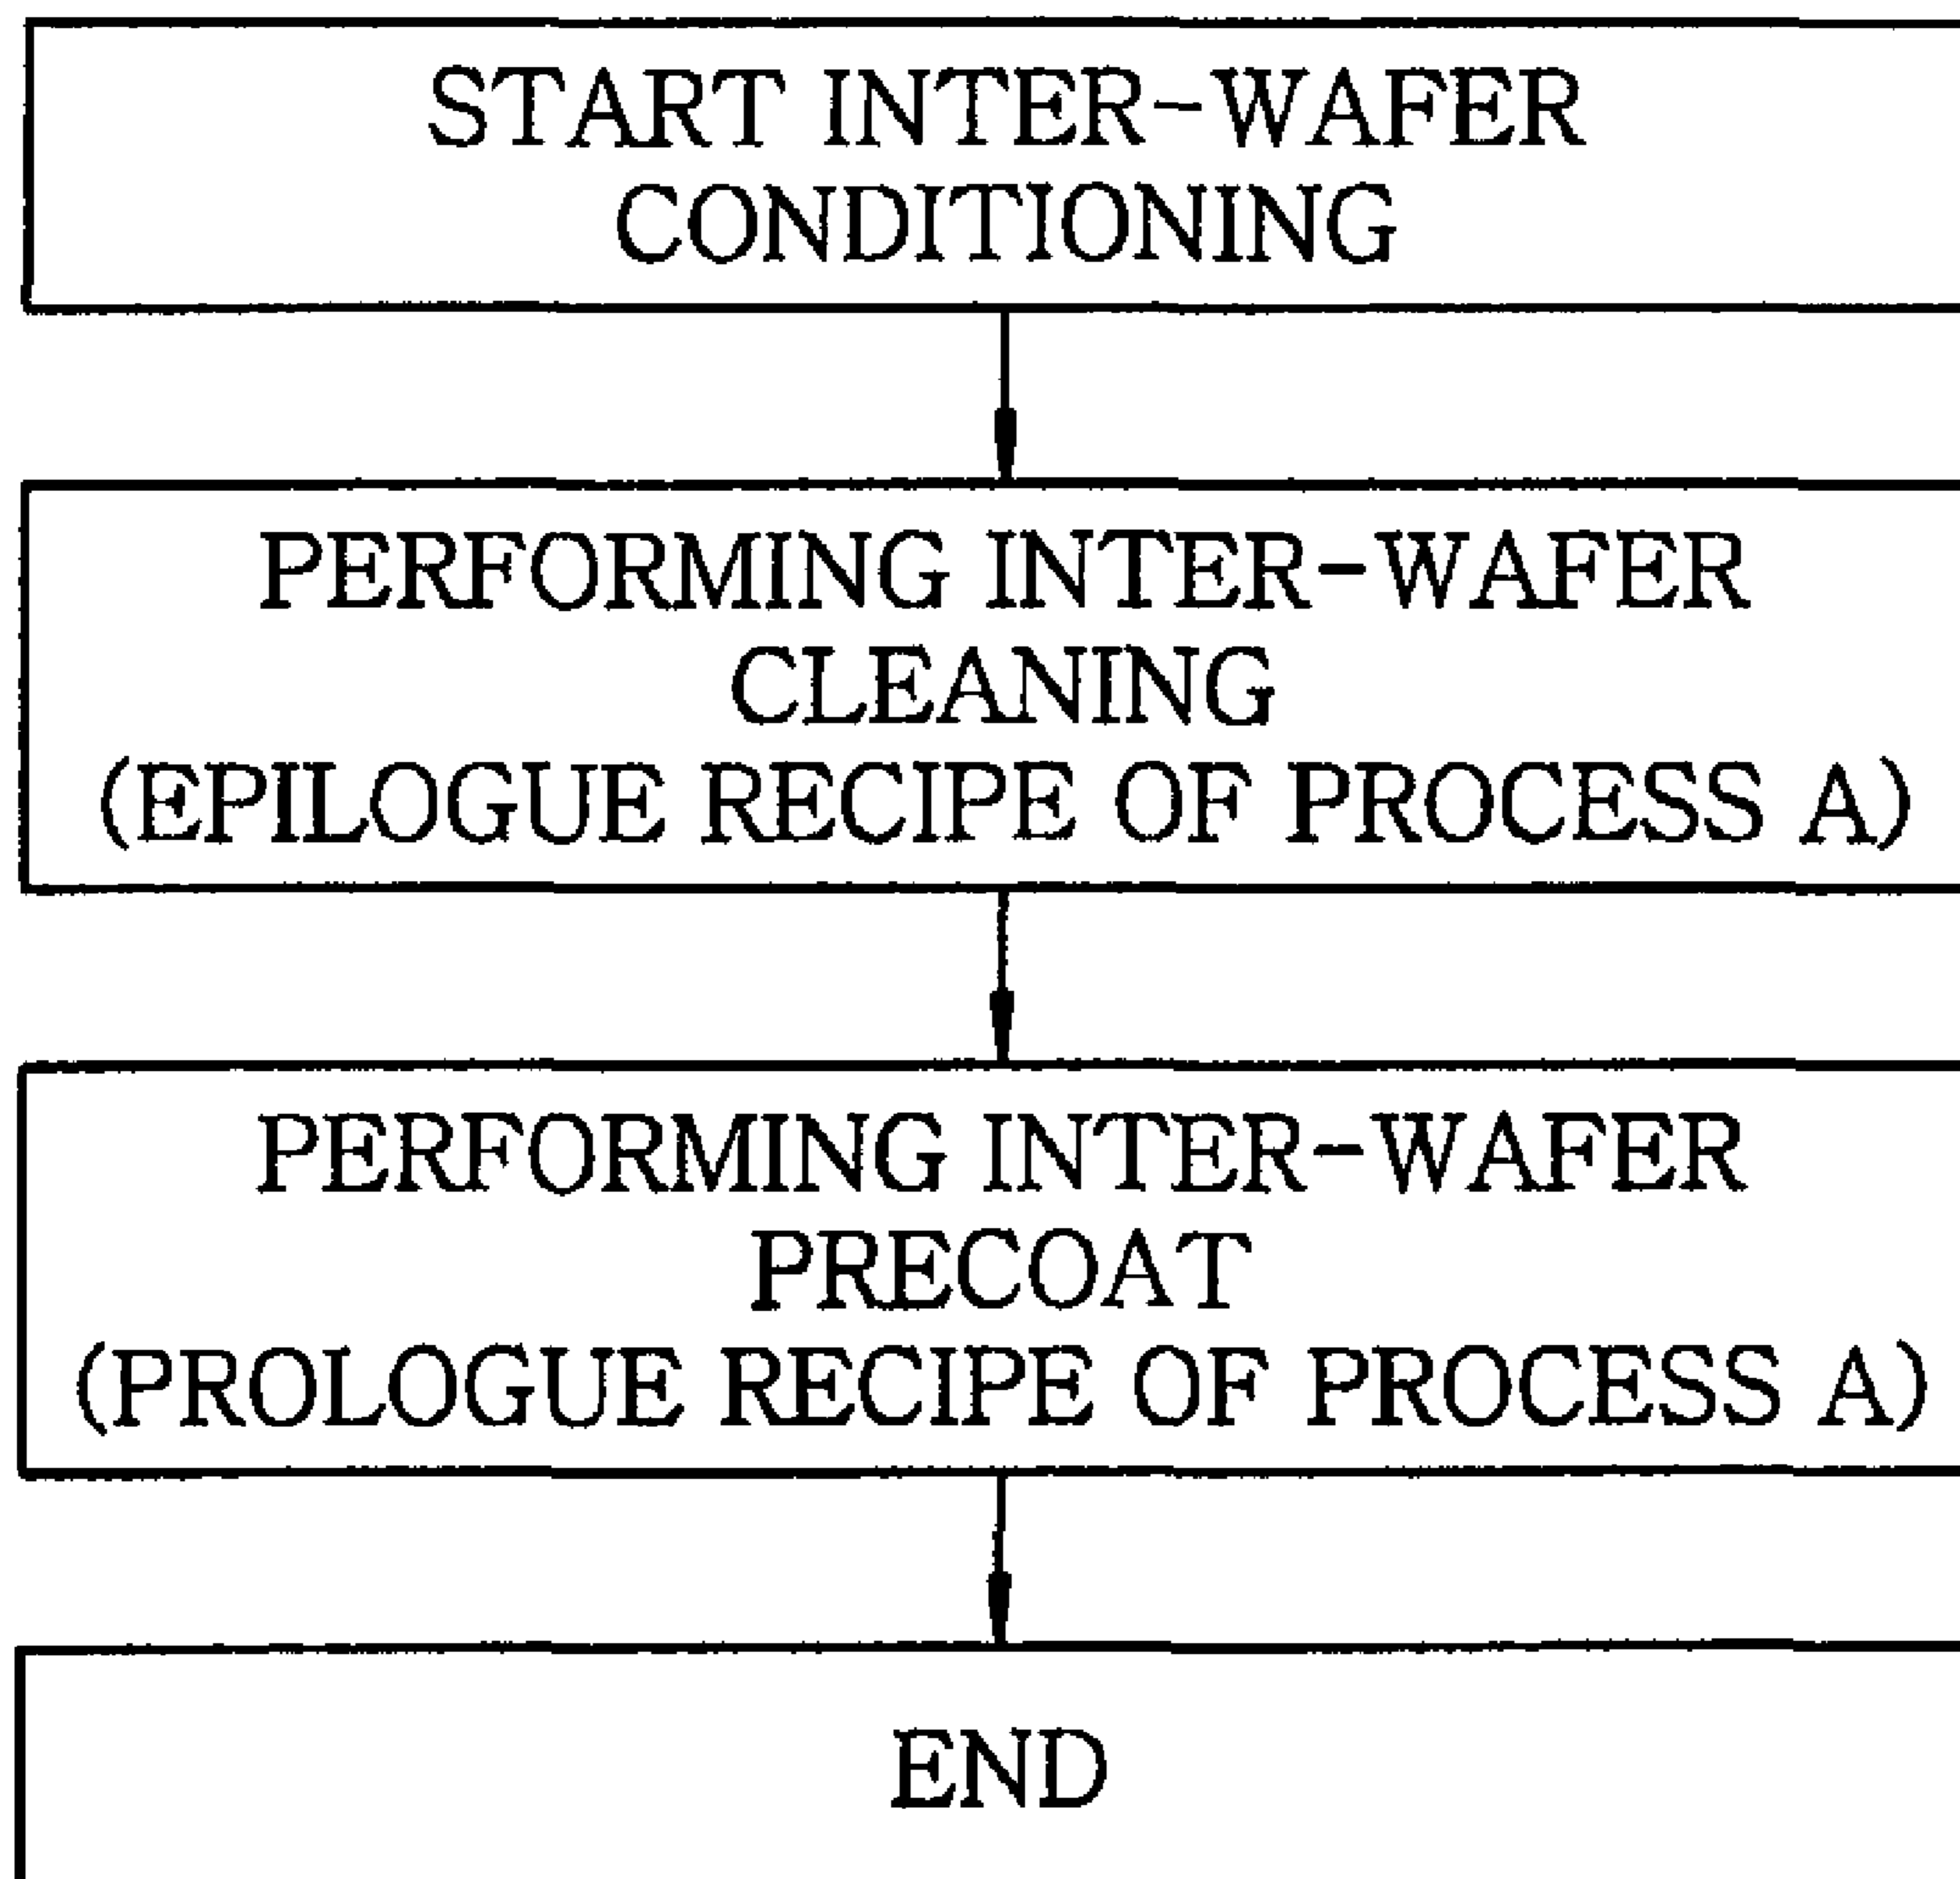 START INTER-WAFER
CONDITIONING
PERFORMING INTER-WAFER
CLEANING
(EPILOGUE RECIPE OF PROCESS A)
PERFORMING INTER-WAFER
PRECOAT
(PROLOGUE RECIPE OF PROCESS A)
END